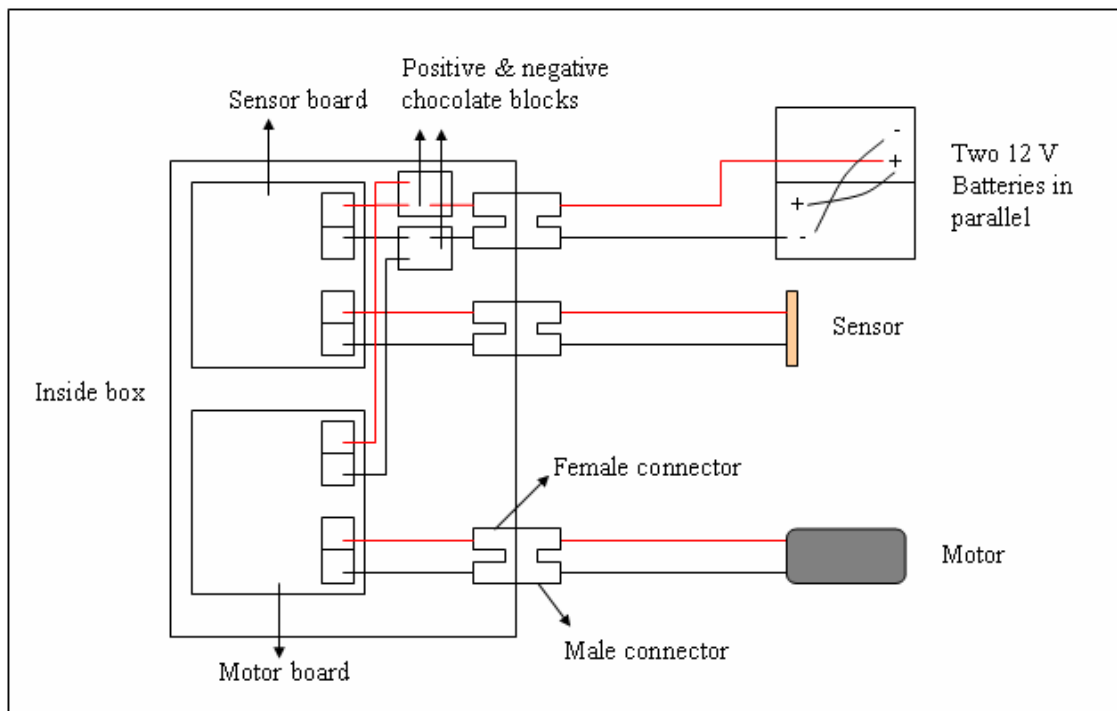 Positive & negative
chocolate blocks
Sensor board
-
+
+
-
Two 12 V
Batteries in
parallel
Sensor
Inside box
Female connector
Motor
Male connector
Motor board